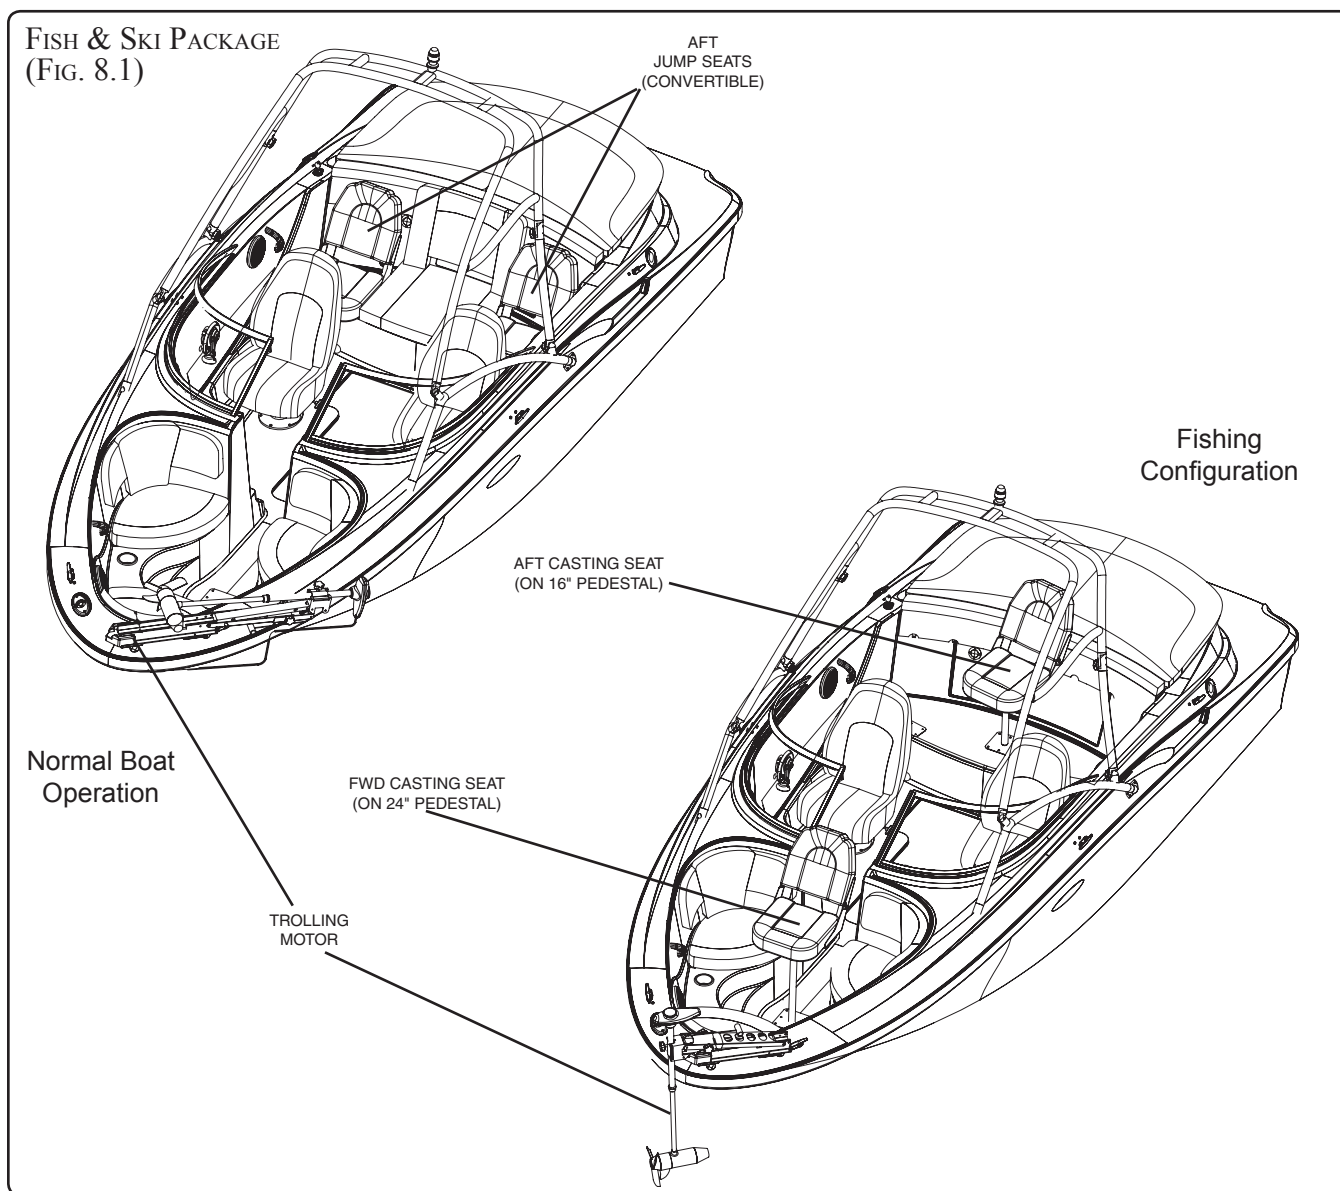 FISH & SKI PACKAGE
(FIG. 8.1)
AFT
JUMP SEATS
(CONVERTIBLE)
Fishing
Configuration
AFT CASTING SEAT
(ON 16" PEDESTAL)
Normal Boat
Operation
FWD CASTING SEAT
(ON 24" PEDESTAL)
TROLLING
MOTOR